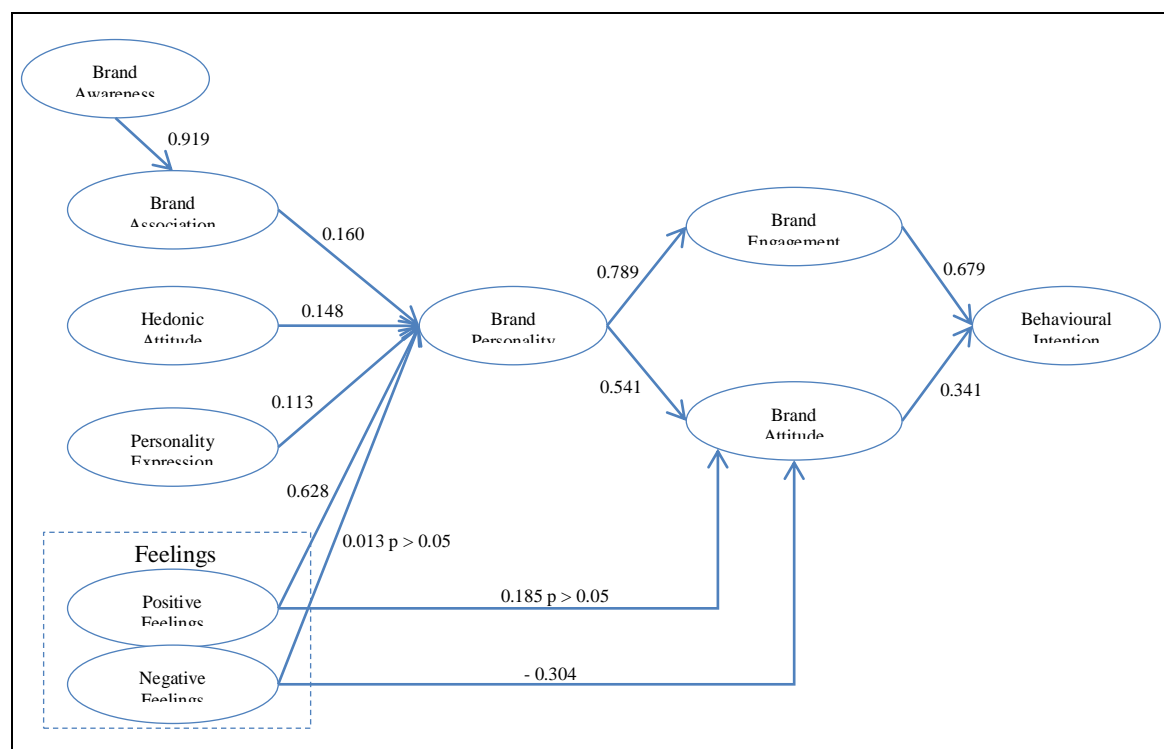 Brand
Awareness
0.919
Brand
Association
0.160
Hedonic
Attitude
0.148
Personality
Expression
0.113
Brand
Personality
0.789
0.541
Brand
Engagement
0.679
Brand
Attitude
0.341
Behavioural
Intention
0.628
0.013 p > 0.05
Feelings
Positive
Feelings
0.185 p > 0.05
Negative
Feelings
- 0.304